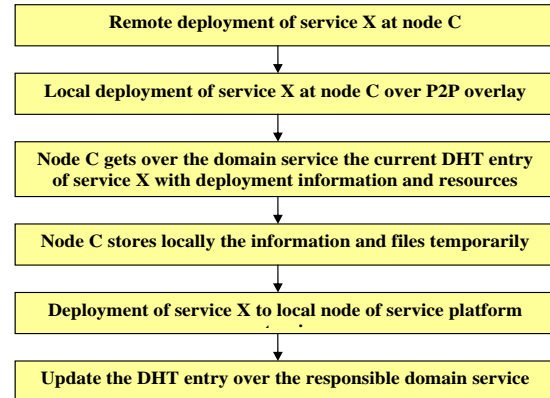 Remote deployment of service X at node C
Local deployment of service X at node C over P2P overlay
Node C gets over the domain service the current DHT entry
of service X with deployment information and resources
Node C stores locally the information and files temporarily
Deployment of service X to local node of service platform
Update the DHT entry over the responsible domain service